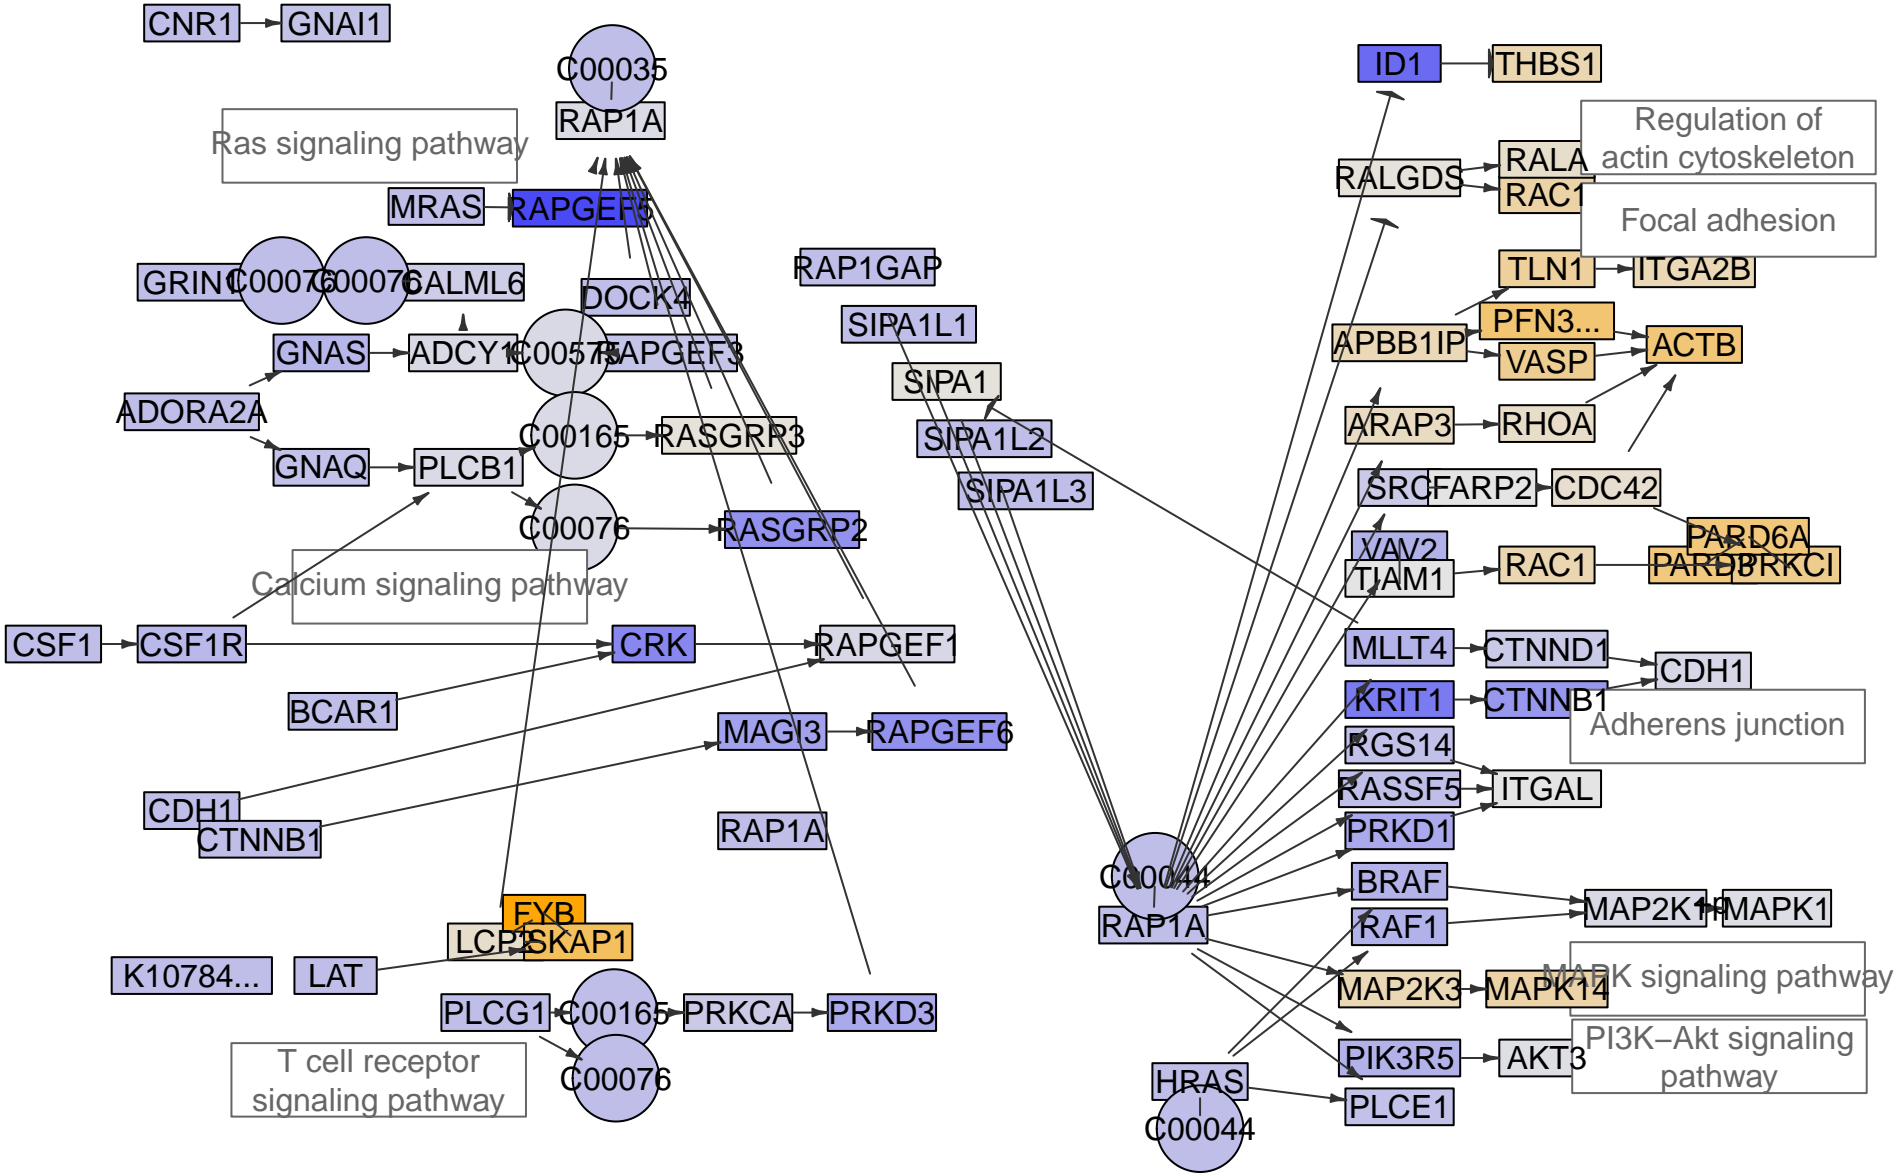 CNR1
GNAI1
C00035
RAP1A
Ras signaling pathway
MRAS
RAPGEF5
GRIN1
C00076
C00076
CALML6
DOCK4
GNAS
ADCY1
C00575
RAPGEF3
ADORA2A
C00165
RASGRP3
GNAQ
PLCB1
C00076
RASGRP2
Calcium signaling pathway
CSF1
CSF1R
CRK
RAPGEF1
BCAR1
MAGI3
RAPGEF6
CDH1
CTNNB1
RAP1A
FYB
LCP2
SKAP1
K10784...
LAT
PLCG1
C00165
PRKCA
PRKD3
C00076
T cell receptor
signaling pathway
RAP1GAP
SIPA1L1
SIPA1
SIPA1L2
SIPA1L3
C00044
RAP1A
HRAS
C00044
ID1
THBS1
Regulation of
actin cytoskeleton
RALGDS
RALA
RAC1
Focal adhesion
TLN1
ITGA2B
APBB1IP
PFN3...
VASP
ACTB
ARAP3
RHOA
SRC
FARP2
CDC42
VAV2
TIAM1
RAC1
PARD6A
PARD3
PRKCI
MLLT4
CTNND1
CDH1
KRIT1
CTNNB1
Adherens junction
RGS14
RASSF5
ITGAL
PRKD1
BRAF
RAF1
MAP2K1
+p
MAPK1
MAP2K3
MAPK14
MAPK signaling pathway
PIK3R5
AKT3
PI3K−Akt signaling
pathway
PLCE1